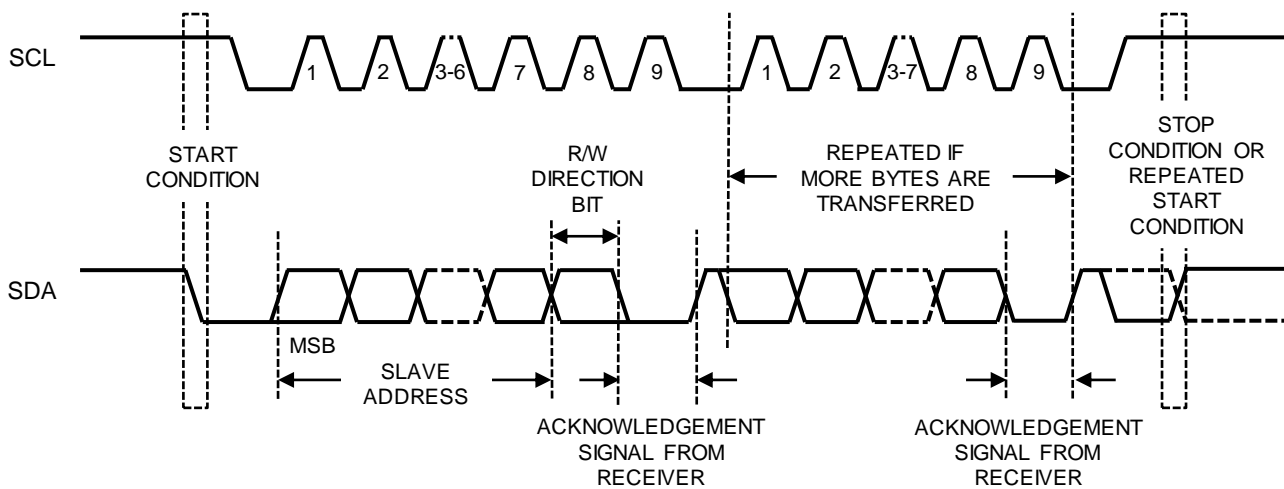 SCL
1
2
3-6
7
8
9
1
2
3-7
8
9
START
CONDITION
R/W
DIRECTION
BIT
REPEATED IF
MORE BYTES ARE
TRANSFERRED
STOP
CONDITION OR
REPEATED
START
CONDITION
SDA
MSB
SLAVE
ADDRESS
ACKNOWLEDGEMENT
SIGNAL FROM
RECEIVER
ACKNOWLEDGEMENT
SIGNAL FROM
RECEIVER